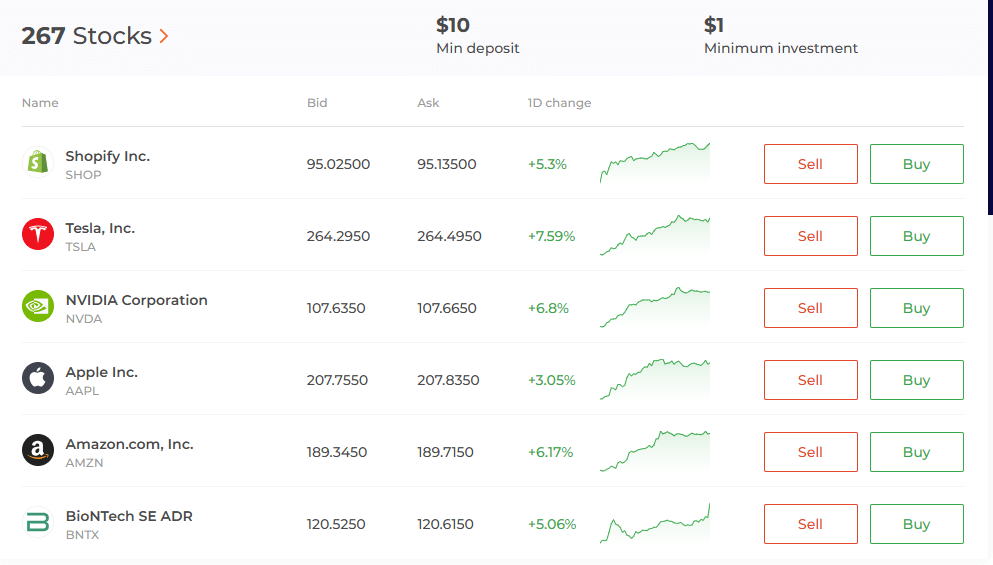 267 Stocks >
$10
Min deposit
$1
Minimum investment
Name Bid Ask 1D change
Shopify Inc.
SHOP
95.02500 95.13500 +5.3% Sell Buy
Tesla, Inc.
TSLA
264.2950 264.4950 +7.59% Sell Buy
NVIDIA Corporation
NVDA
107.6350 107.6650 +6.8% Sell Buy
Apple Inc.
AAPL
207.7550 207.8350 +3.05% Sell Buy
Amazon.com, Inc.
AMZN
189.3450 189.7150 +6.17% Sell Buy
BioNTech SE ADR
BNTX
120.5250 120.6150 +5.06% Sell Buy